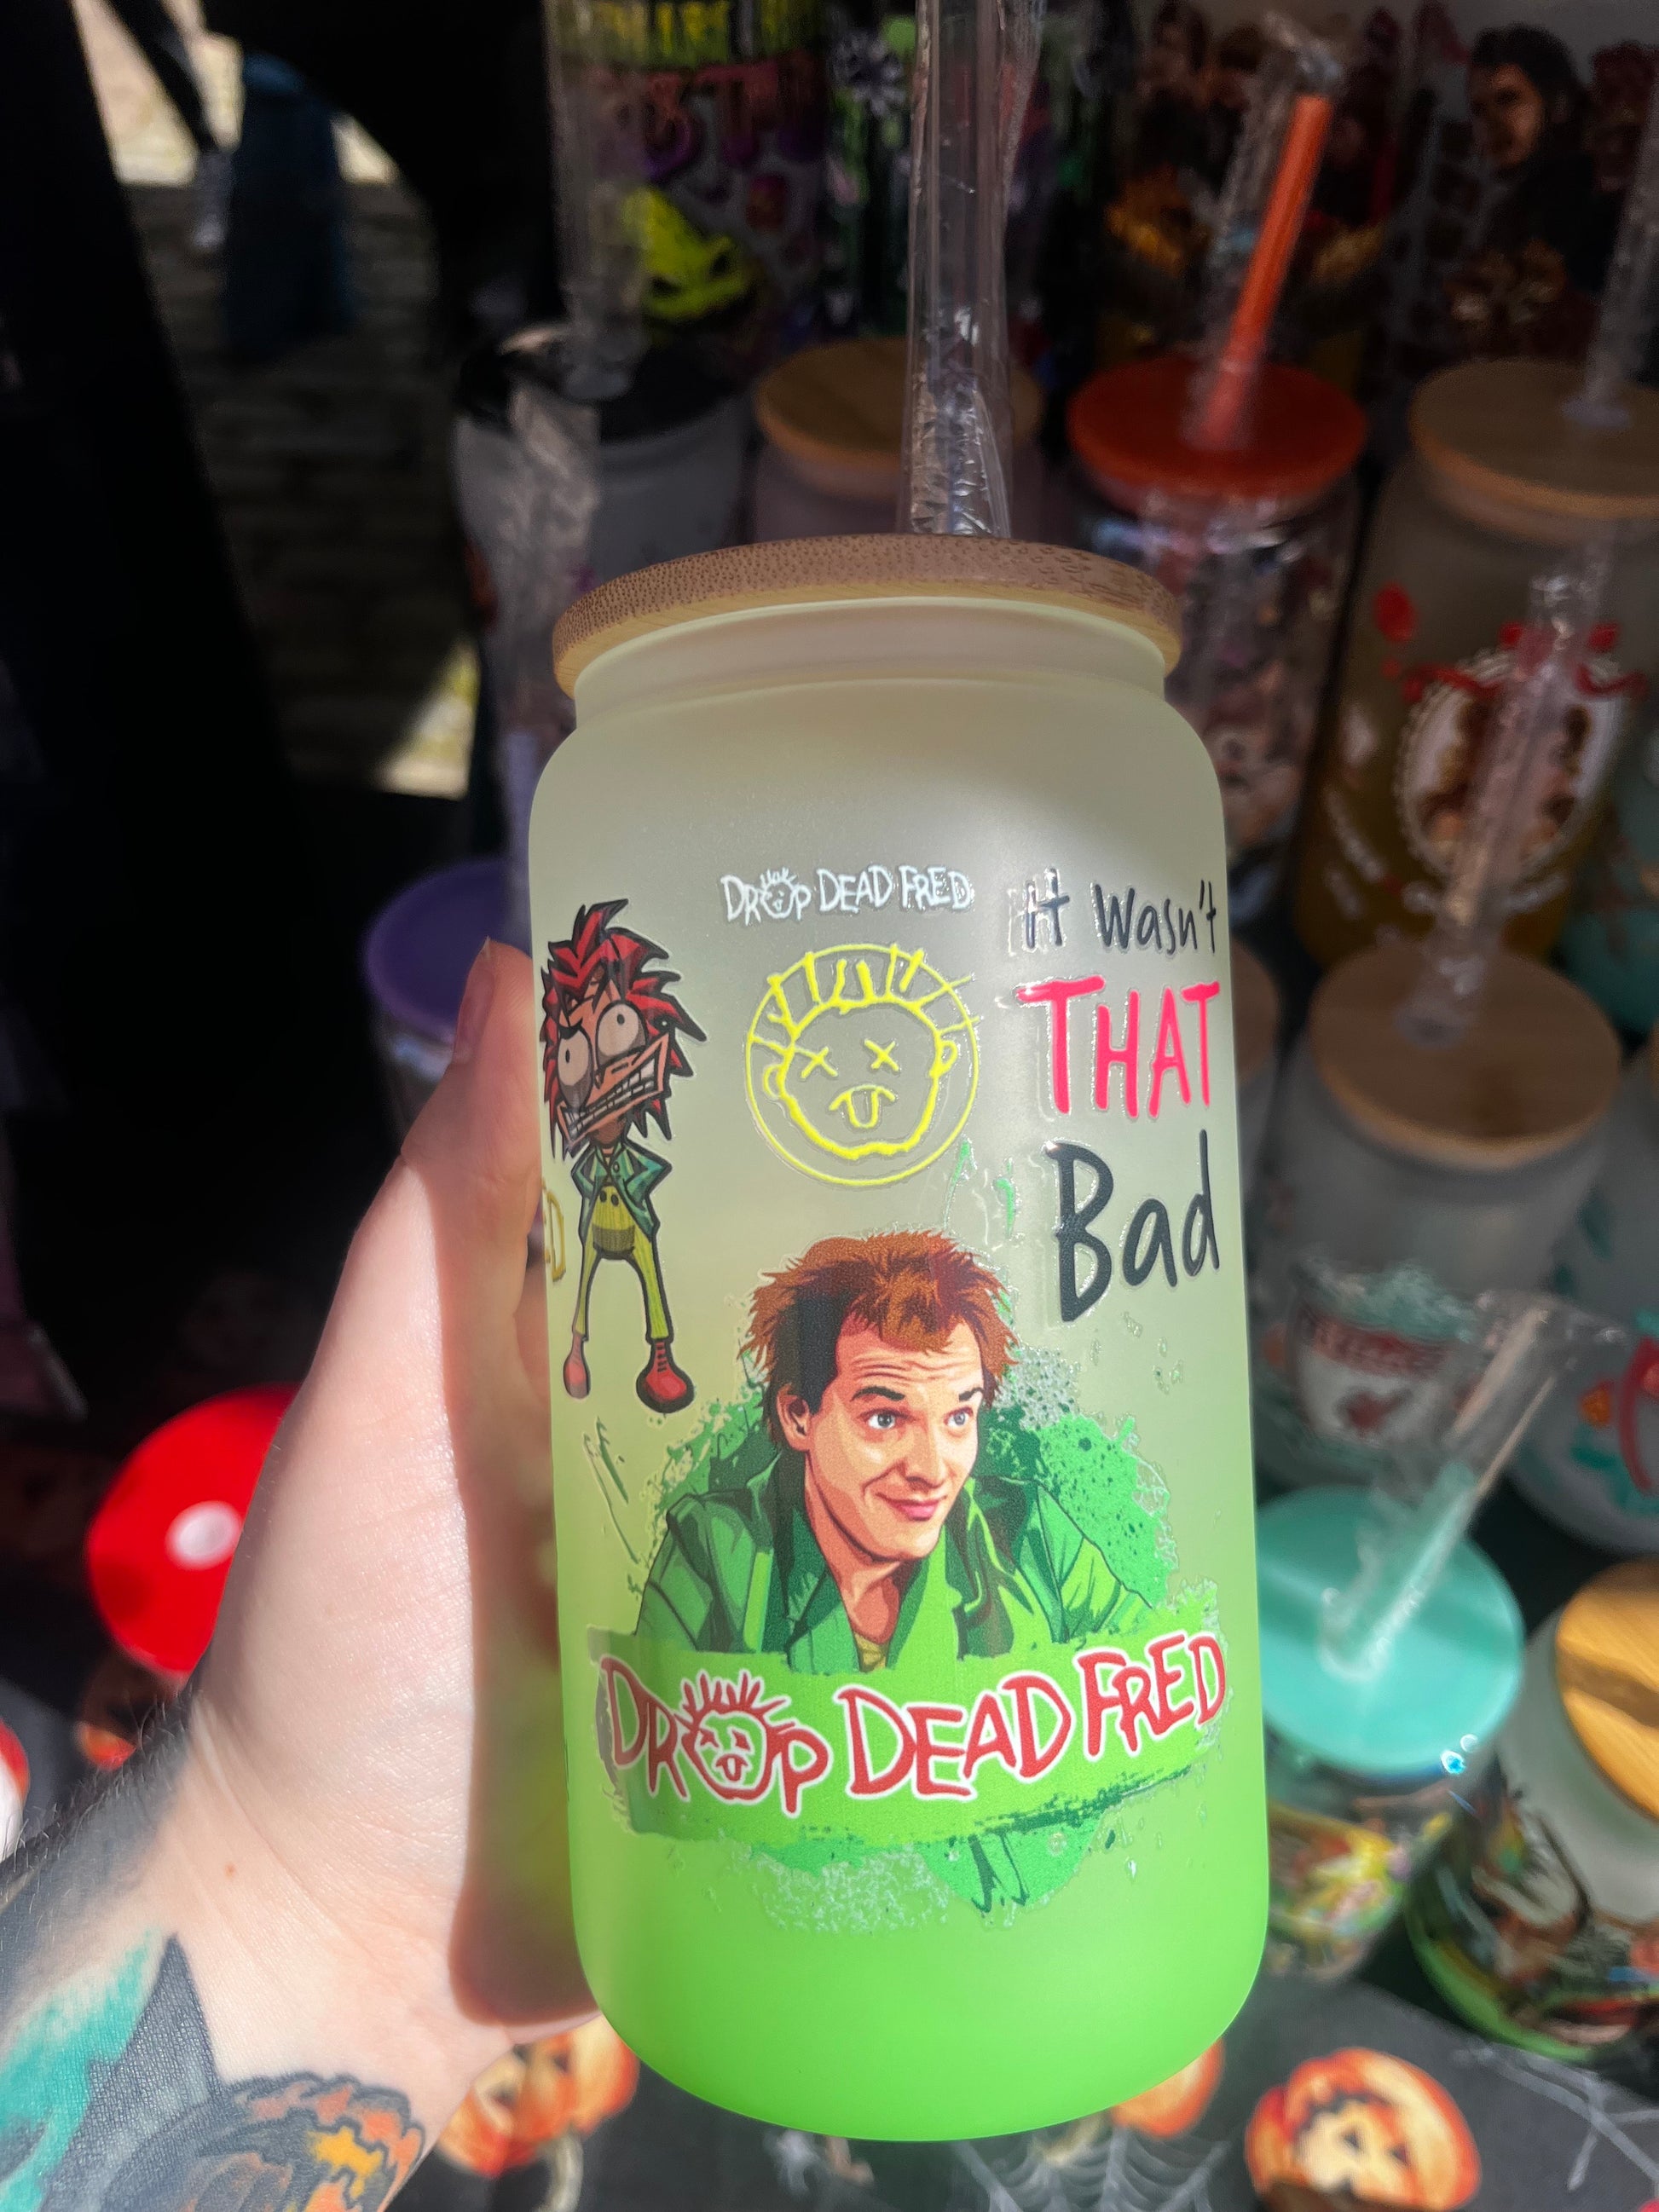 DROP DEAD FRED
It Wasn't
THAT
Bad
DROP DEAD FRED